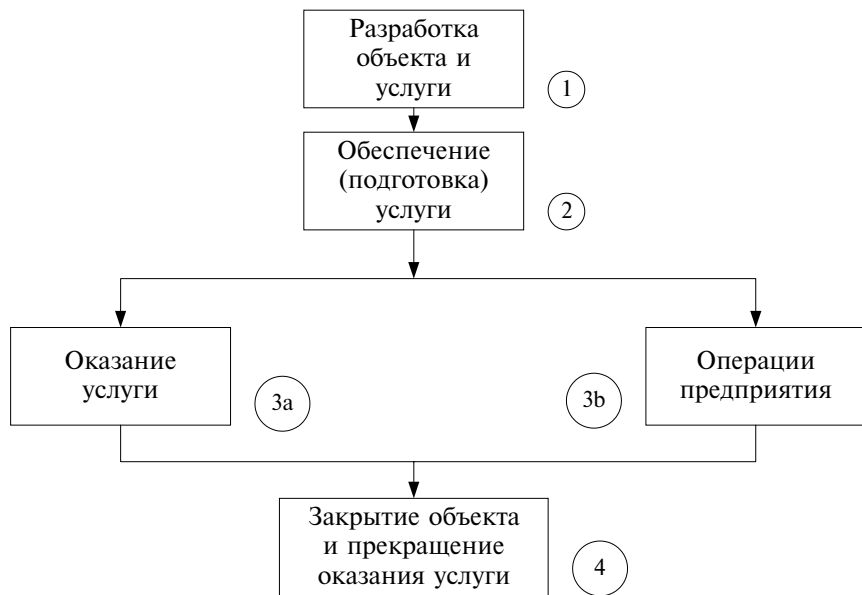 Разработка
объекта и
услуги
1
Обеспечение
(подготовка)
услуги
2
Оказание
услуги
3a
Операции
предприятия
3b
Закрытие объекта
и прекращение
оказания услуги
4